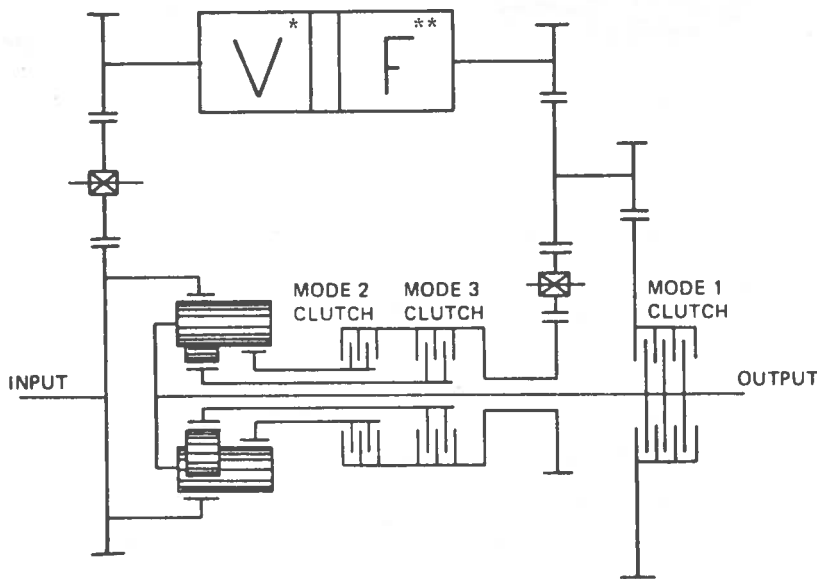 V* F**
MODE 2 MODE 3 MODE 1
CLUTCH CLUTCH CLUTCH
INPUT
OUTPUT